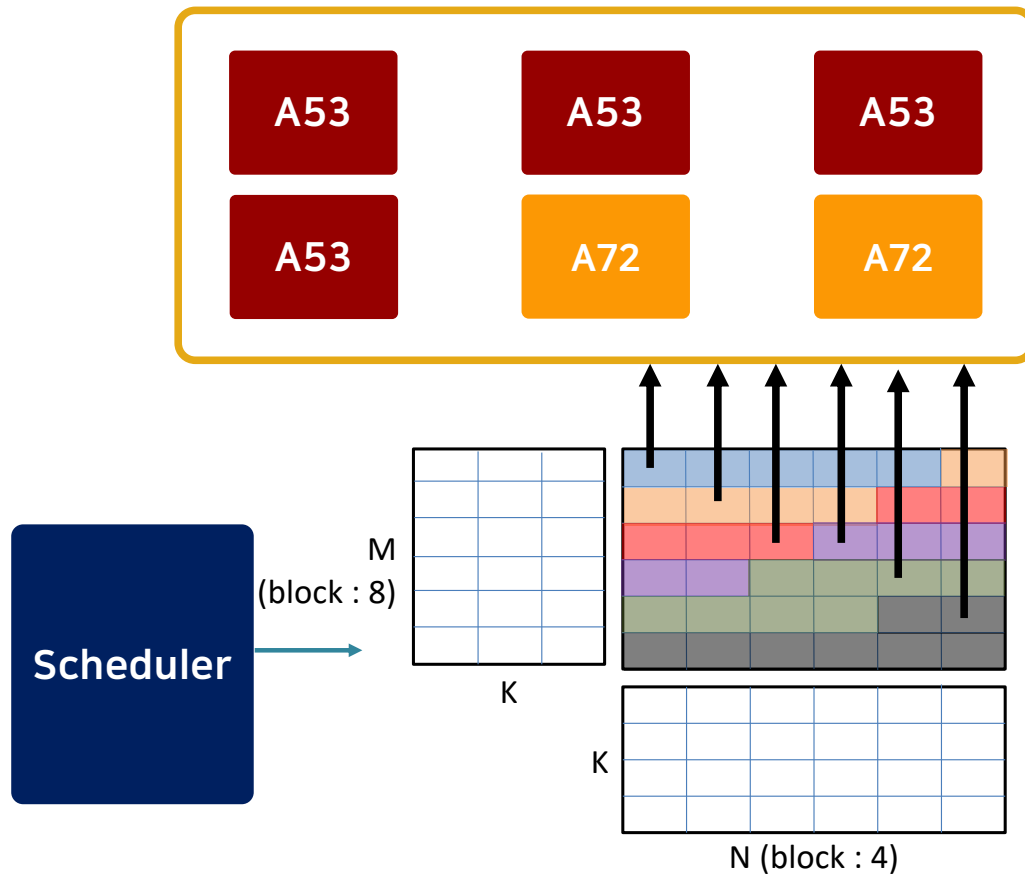 A53
A53
A53
A53
A72
A72
Scheduler
M
(block : 8)
K
K
N (block : 4)